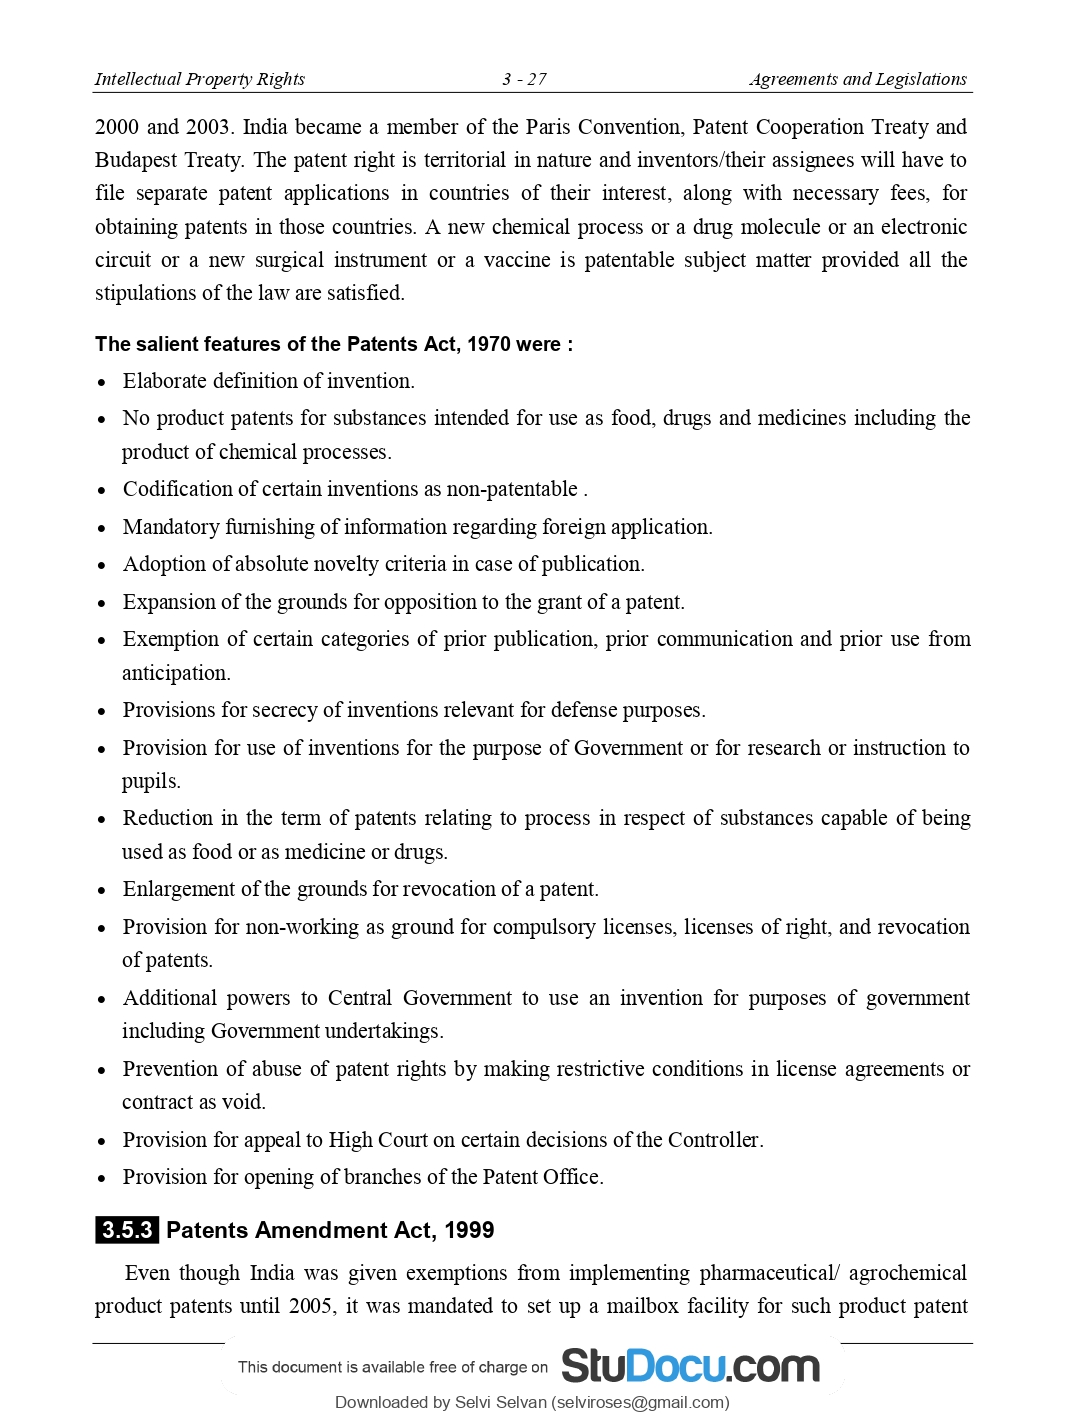 Intellectual Property Rights 3 - 27 Agreements and Legislations
2000 and 2003. India became a member of the Paris Convention, Patent Cooperation Treaty and
Budapest Treaty. The patent right is territorial in nature and inventors/their assignees will have to
file separate patent applications in countries of their interest, along with necessary fees, for
obtaining patents in those countries. A new chemical process or a drug molecule or an electronic
circuit or a new surgical instrument or a vaccine is patentable subject matter provided all the
stipulations of the law are satisfied.
The salient features of the Patents Act, 1970 were :
• Elaborate definition of invention.
• No product patents for substances intended for use as food, drugs and medicines including the
product of chemical processes.
• Codification of certain inventions as non-patentable .
• Mandatory furnishing of information regarding foreign application.
• Adoption of absolute novelty criteria in case of publication.
• Expansion of the grounds for opposition to the grant of a patent.
• Exemption of certain categories of prior publication, prior communication and prior use from
anticipation.
• Provisions for secrecy of inventions relevant for defense purposes.
• Provision for use of inventions for the purpose of Government or for research or instruction to
pupils.
• Reduction in the term of patents relating to process in respect of substances capable of being
used as food or as medicine or drugs.
• Enlargement of the grounds for revocation of a patent.
• Provision for non-working as ground for compulsory licenses, licenses of right, and revocation
of patents.
• Additional powers to Central Government to use an invention for purposes of government
including Government undertakings.
• Prevention of abuse of patent rights by making restrictive conditions in license agreements or
contract as void.
• Provision for appeal to High Court on certain decisions of the Controller.
• Provision for opening of branches of the Patent Office.
3.5.3 Patents Amendment Act, 1999
Even though India was given exemptions from implementing pharmaceutical/ agrochemical
product patents until 2005, it was mandated to set up a mailbox facility for such product patent
This document is available free of charge on StuDocu.com
Downloaded by Selvi Selvan (selviroses@gmail.com)